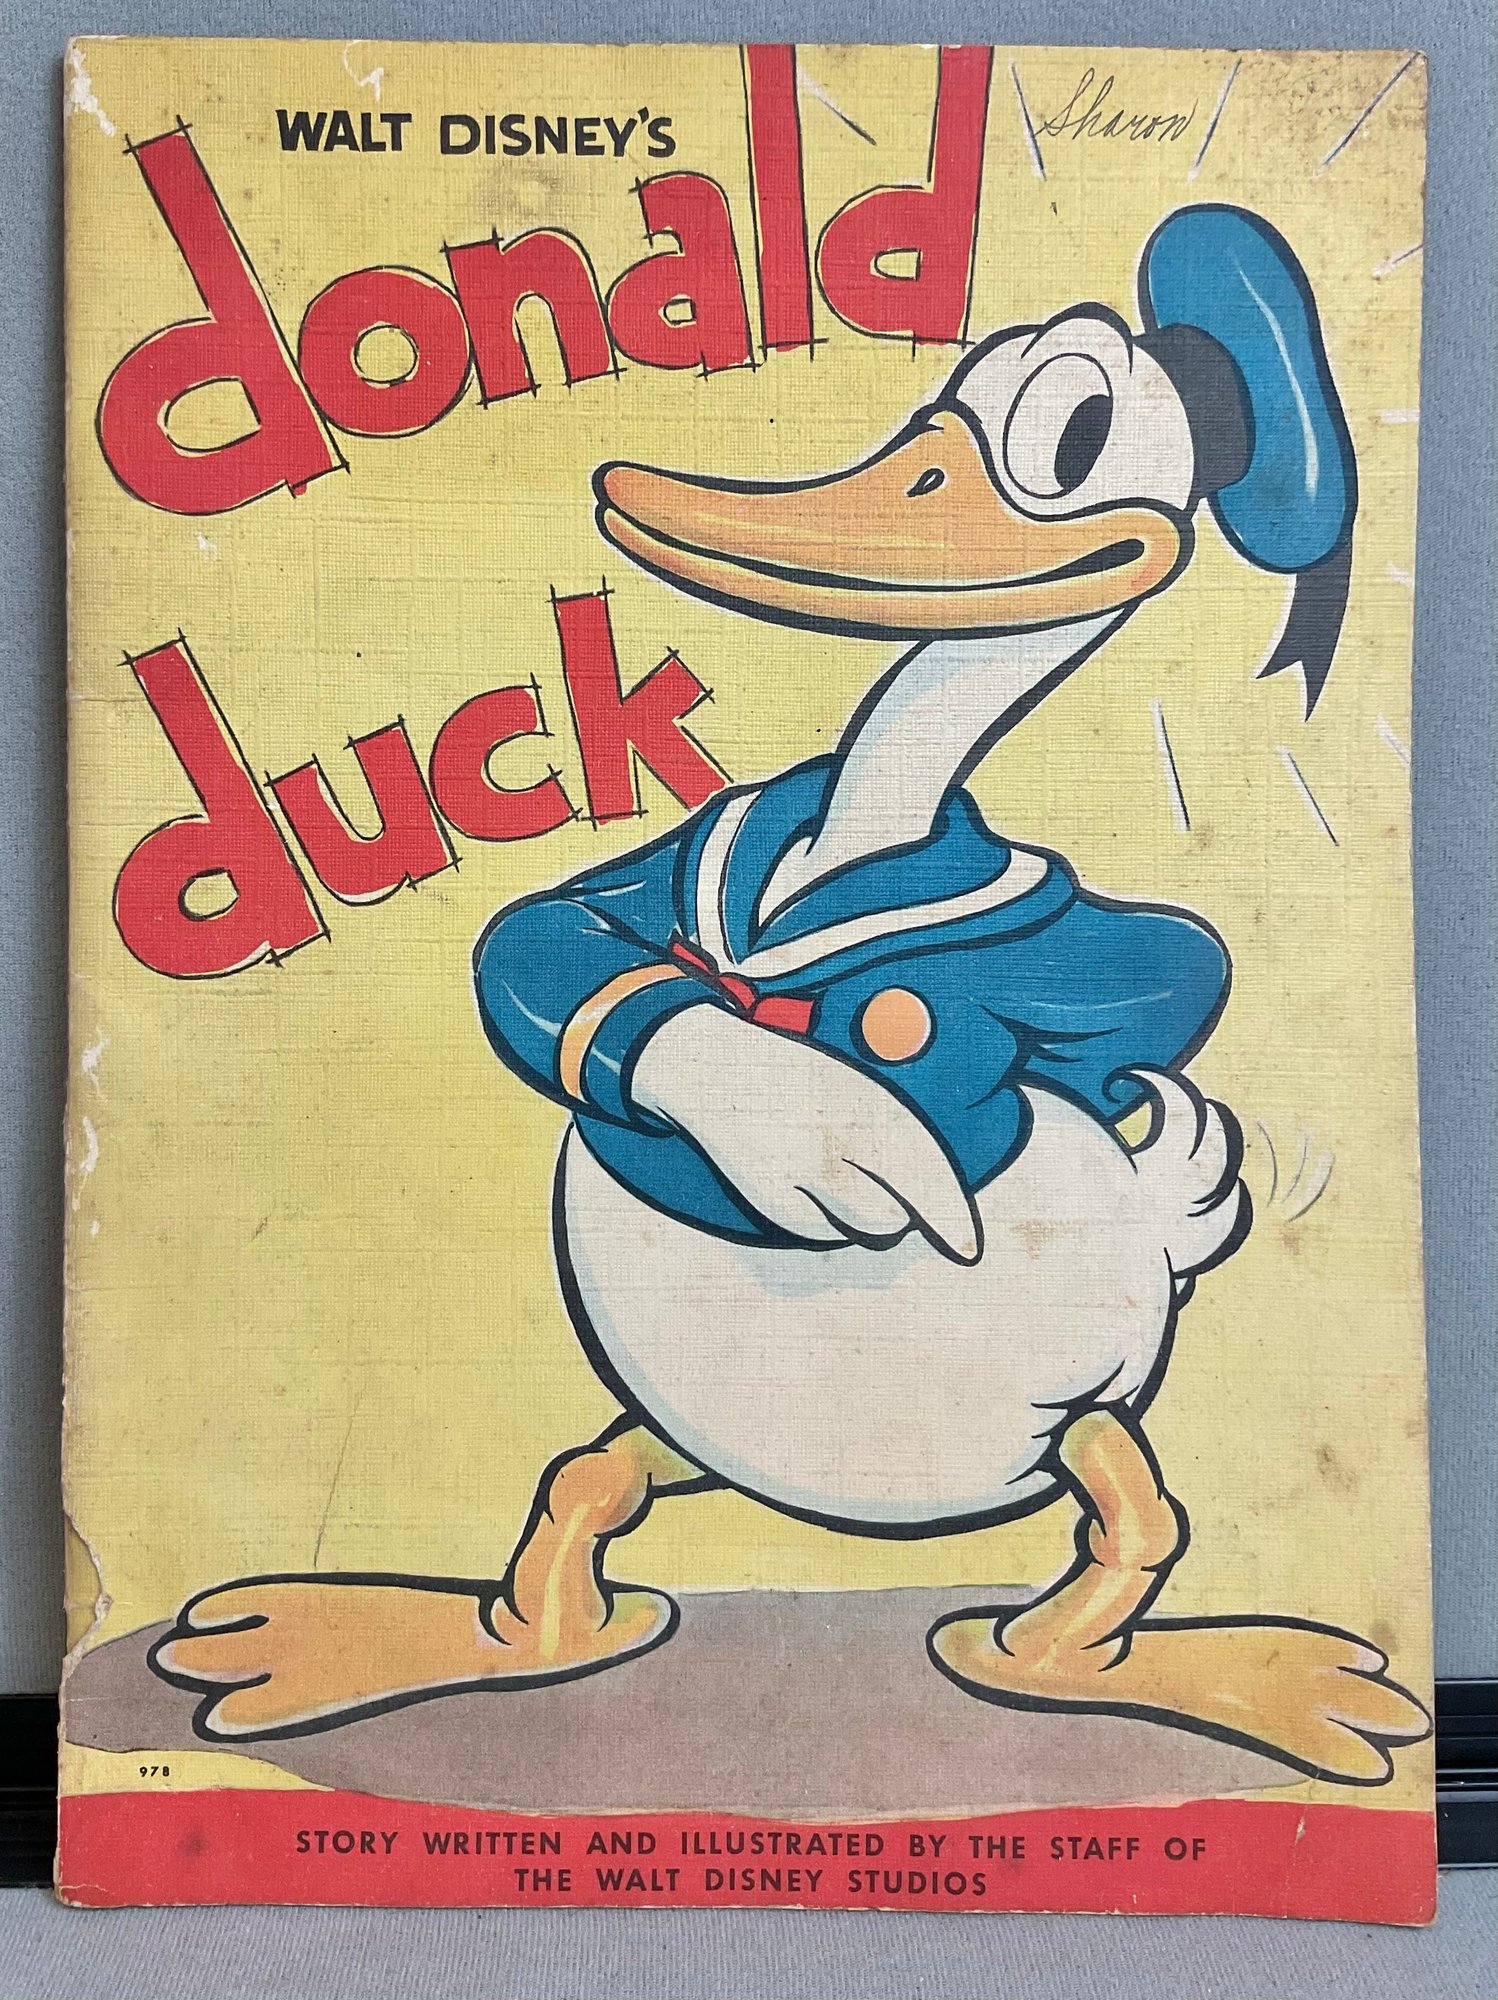 WALT DISNEY'S
Sharon
donald
duck
978
STORY WRITTEN AND ILLUSTRATED BY THE STAFF OF
THE WALT DISNEY STUDIOS